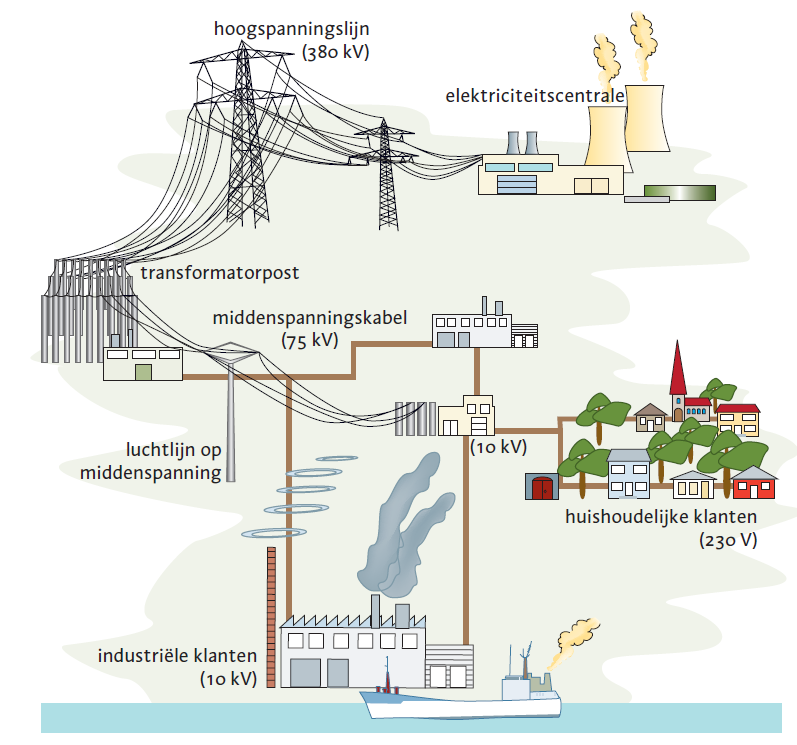 hoogspanningslijn
(380 kV)
elektriciteitscentrale
transformatorpost
middenspanningskabel
(75 kV)
luchtlijn op
middenspanning
(10 kV)
huishoudelijke klanten
(230 V)
industriële klanten
(10 kV)